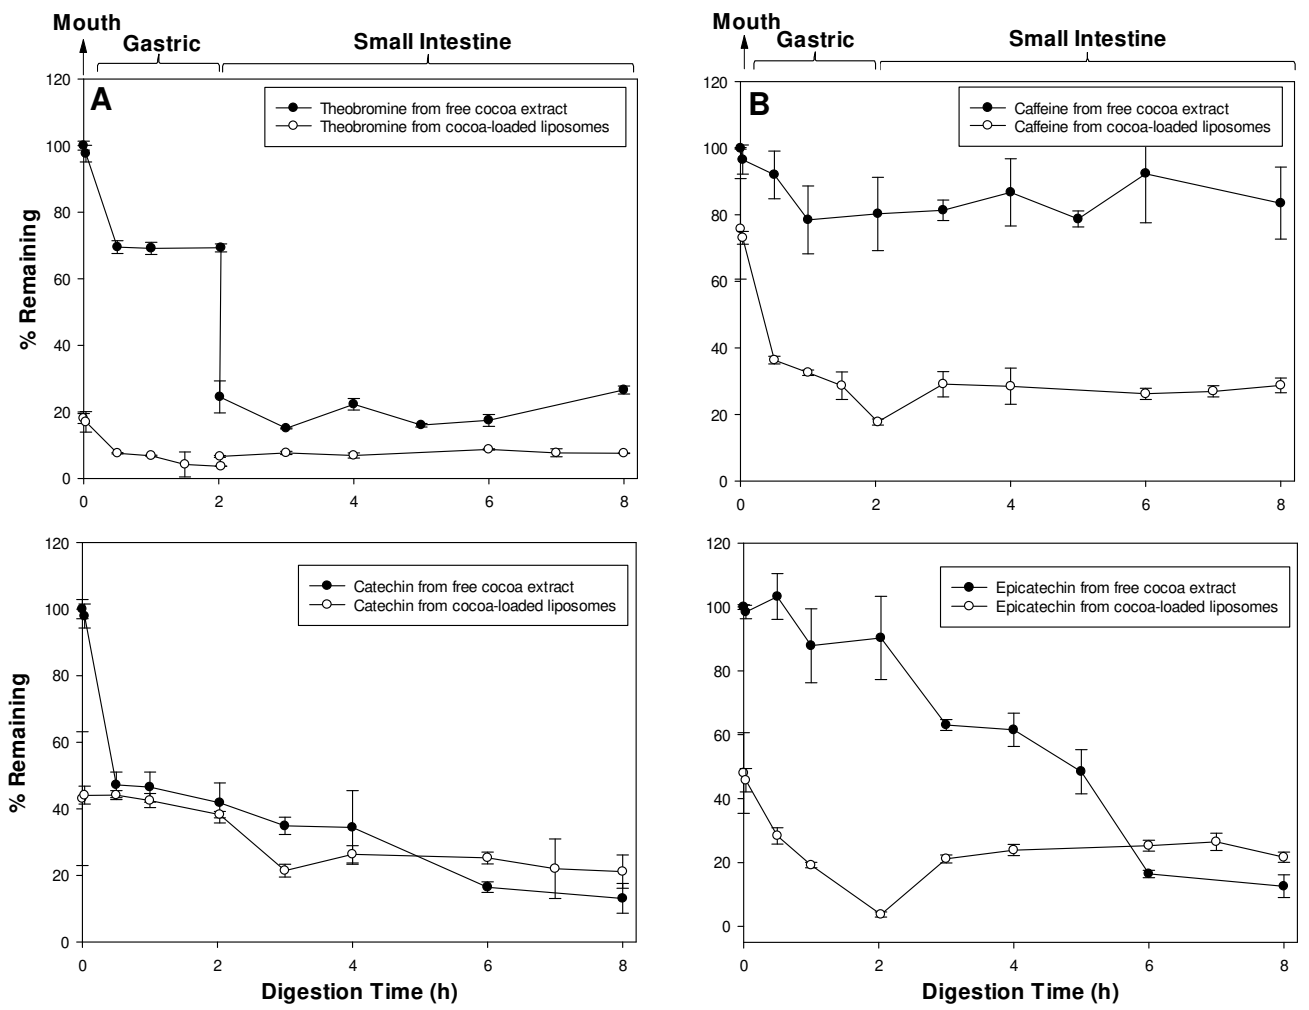 Mouth
Gastric
Small Intestine
A
Theobromine from free cocoa extract
Theobromine from cocoa-loaded liposomes
% Remaining
120
100
80
60
40
20
0
0 2 4 6 8
Mouth
Gastric
Small Intestine
B
Caffeine from free cocoa extract
Caffeine from cocoa-loaded liposomes
120
100
80
60
40
20
0
0 2 4 6 8
Catechin from free cocoa extract
Catechin from cocoa-loaded liposomes
% Remaining
120
100
80
60
40
20
0
0 2 4 6 8
Digestion Time (h)
Epicatechin from free cocoa extract
Epicatechin from cocoa-loaded liposomes
120
100
80
60
40
20
0
0 2 4 6 8
Digestion Time (h)